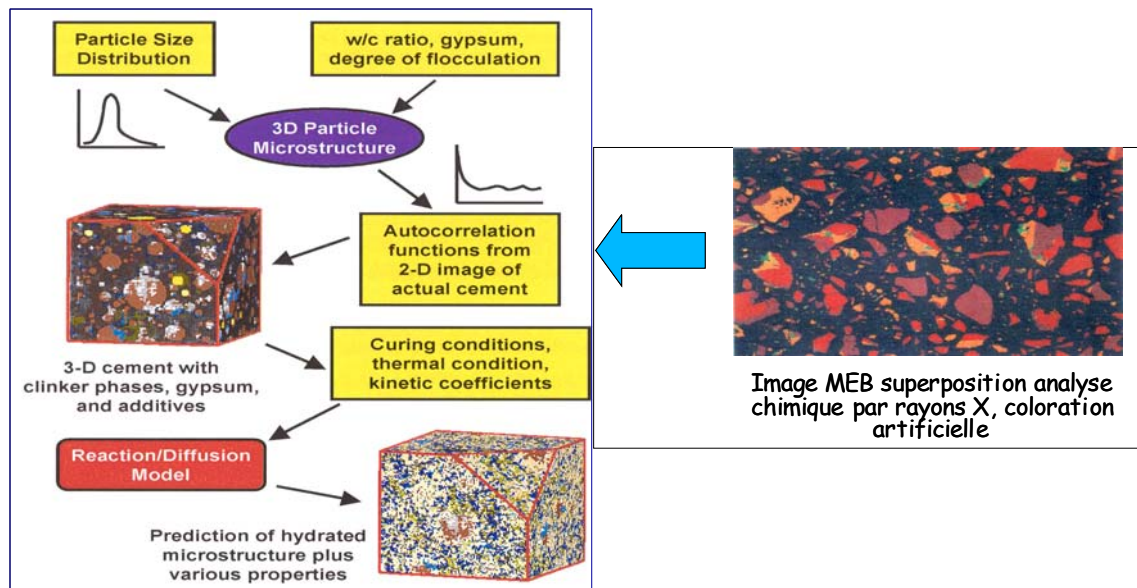 Particle Size
Distribution
w/c ratio, gypsum,
degree of flocculation
3D Particle
Microstructure
Autocorrelation
functions from
2-D image of
actual cement
3-D cement with
clinker phases, gypsum,
and additives
Curing conditions,
thermal condition,
kinetic coefficients
Reaction/Diffusion
Model
Prediction of hydrated
microstructure plus
various properties
Image MEB superposition analyse
chimique par rayons X, coloration
artificielle